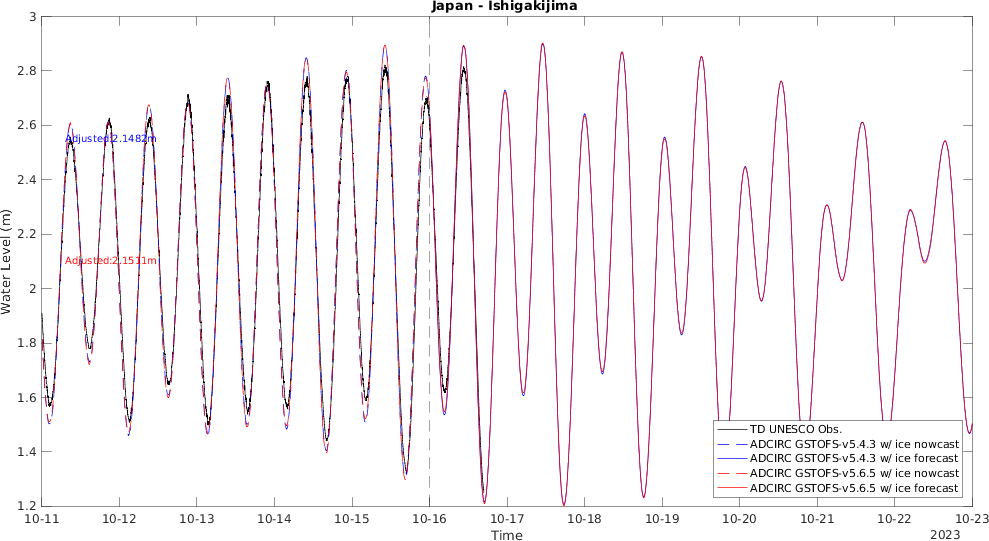 Japan - Ishigakijima
3
2.8
2.6
2.4
2.2
2
1.8
1.6
1.4
1.2
Water Level (m)
Adjusted:2.1482m
Adjusted:2.1511m
TD UNESCO Obs.
ADCIRC GSTOFS-v5.4.3 w/ ice nowcast
ADCIRC GSTOFS-v5.4.3 w/ ice forecast
ADCIRC GSTOFS-v5.6.5 w/ ice nowcast
ADCIRC GSTOFS-v5.6.5 w/ ice forecast
10-11 10-12 10-13 10-14 10-15 10-16 10-17 10-18 10-19 10-20 10-21 10-22 10-23
Time
2023